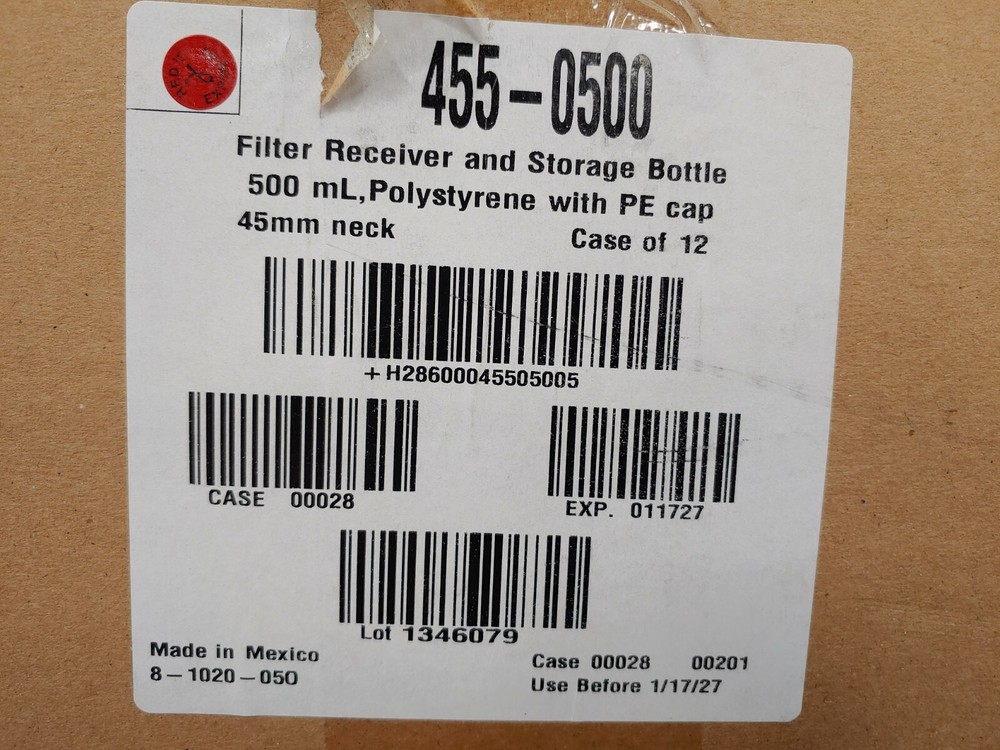 455-0500
Filter Receiver and Storage Bottle
500 mL,Polystyrene with PE cap
45mm neck Case of 12
+H28600045505005
CASE 00028
EXP. 011727
Lot 1346079
Made in Mexico
8-1020-050
Case 00028 00201
Use Before 1/17/27